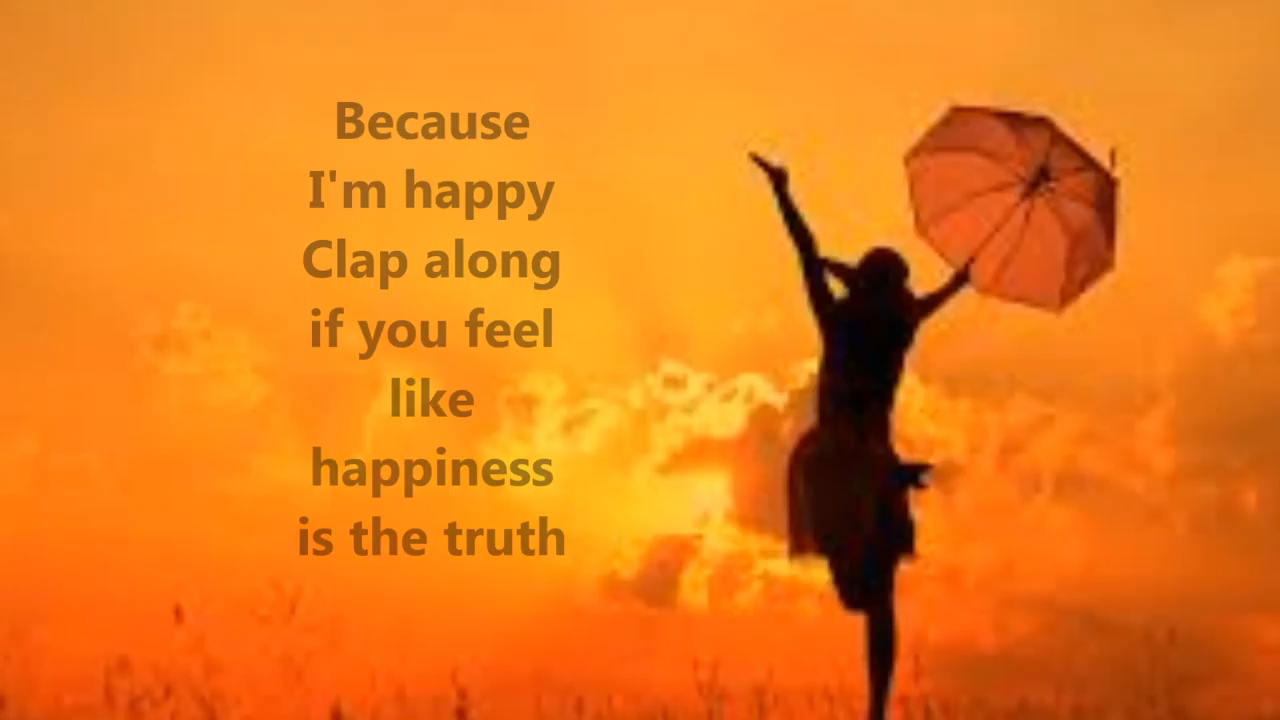 Because
I'm happy
Clap along
if you feel
like
happiness
is the truth